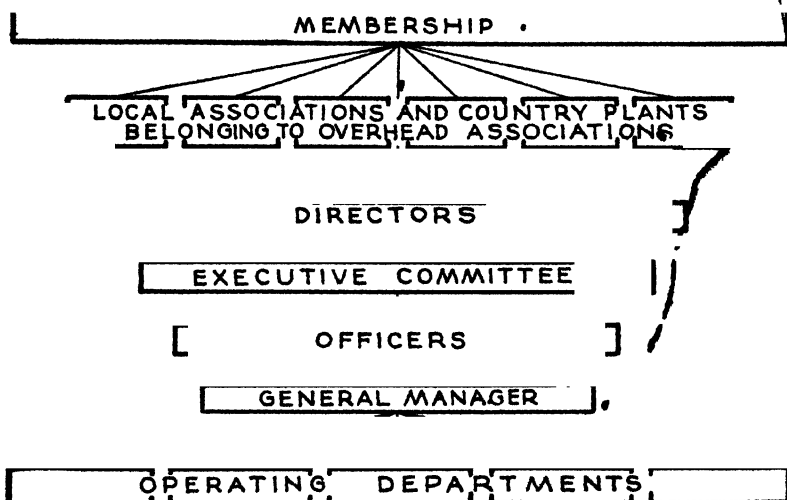 MEMBERSHIP
LOCAL ASSOCIATIONS AND COUNTRY PLANTS
BELONGING TO OVERHEAD ASSOCIATIONS
DIRECTORS
EXECUTIVE COMMITTEE
OFFICERS
GENERAL MANAGER
OPERATING DEPARTMENTS